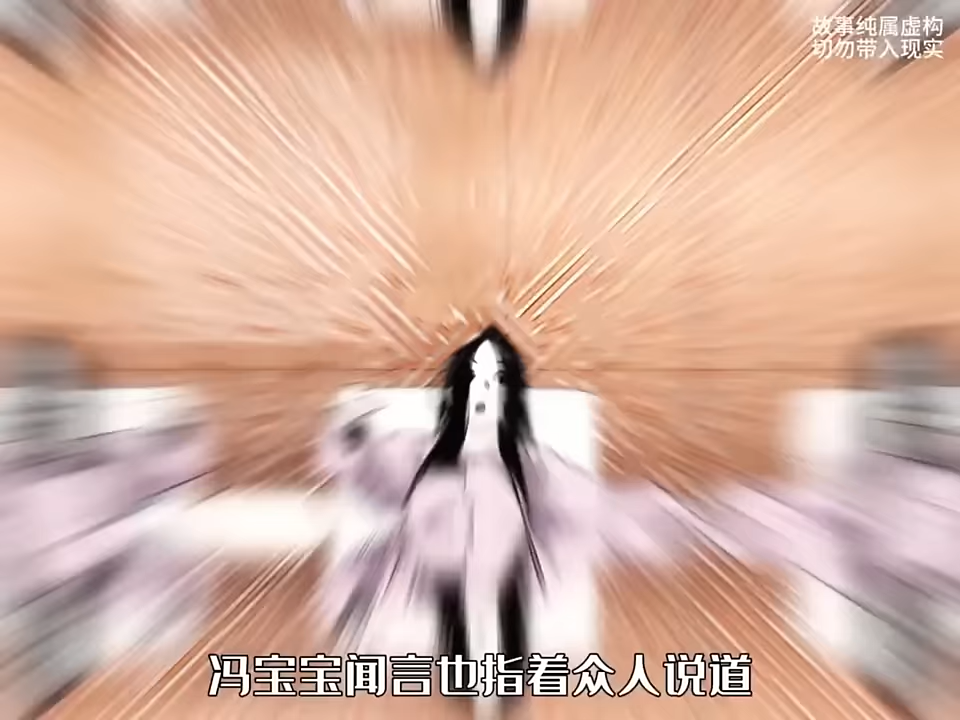 故事纯属虚构
切勿带入现实
冯宝宝闻言也指着众人说道